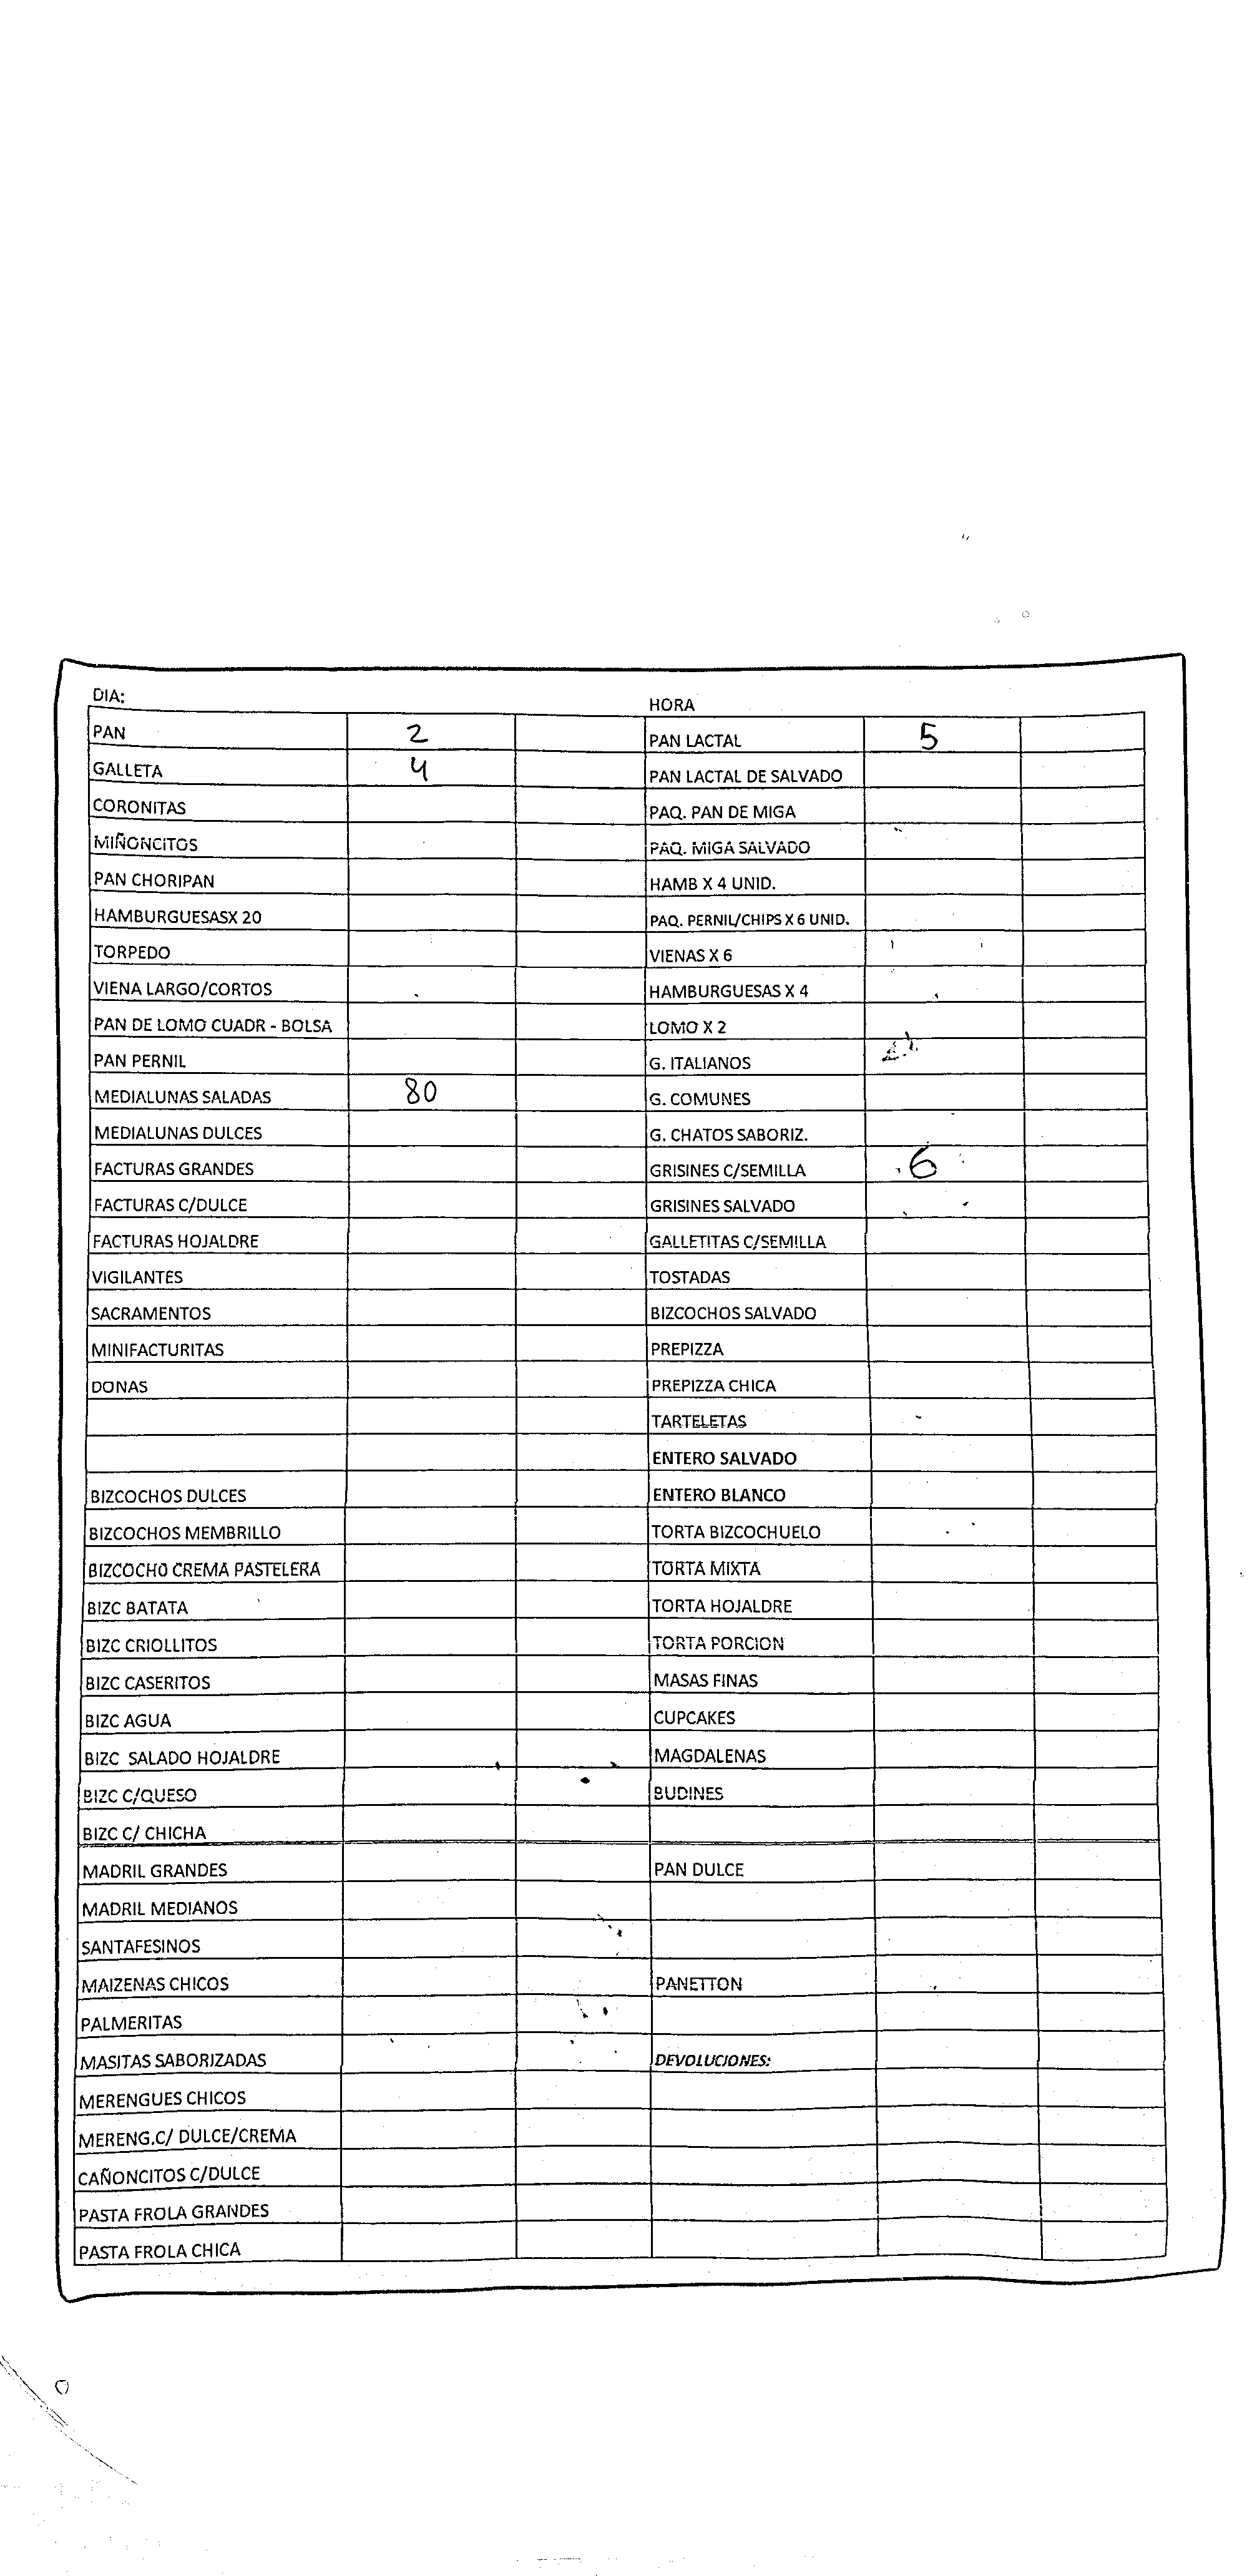 DIA: HORA
PAN 2 PAN LACTAL 5
GALLETA 4 PAN LACTAL DE SALVADO
CORONITAS PAQ. PAN DE MIGA
MIÑONCITOS PAQ. MIGA SALVADO
PAN CHORIPAN HAMB X 4 UNID.
HAMBURGUESASX 20 PAQ. PERNIL/CHIPS X 6 UNID.
TORPEDO VIENAS X 6
VIENA LARGO/CORTOS HAMBURGUESAS X 4
PAN DE LOMO CUADR - BOLSA LOMO X 2
PAN PERNIL G. ITALIANOS
MEDIALUNAS SALADAS 80 G. COMUNES
MEDIALUNAS DULCES G. CHATOS SABORIZ.
FACTURAS GRANDES GRISINES C/SEMILLA 6
FACTURAS C/DULCE GRISINES SALVADO
FACTURAS HOJALDRE GALLETITAS C/SEMILLA
VIGILANTES TOSTADAS
SACRAMENTOS BIZCOCHOS SALVADO
MINIFACTURITAS PREPIZZA
DONAS PREPIZZA CHICA
TARTELETAS
ENTERO SALVADO
BIZCOCHOS DULCES ENTERO BLANCO
BIZCOCHOS MEMBRILLO TORTA BIZCOCHUELO
BIZCOCHO CREMA PASTELERA TORTA MIXTA
BIZC BATATA TORTA HOJALDRE
BIZC CRIOLLITOS TORTA PORCION
BIZC CASERITOS MASAS FINAS
BIZC AGUA CUPCAKES
BIZC SALADO HOJALDRE MAGDALENAS
BIZC C/QUESO BUDINES
BIZC C/ CHICHA
MADRIL GRANDES PAN DULCE
MADRIL MEDIANOS
SANTAFESINOS
MAIZENAS CHICOS PANETTON
PALMERITAS
MASITAS SABORIZADAS DEVOLUCIONES:
MERENGUES CHICOS
MERENG.C/ DULCE/CREMA
CAÑONCITOS C/DULCE
PASTA FROLA GRANDES
PASTA FROLA CHICA